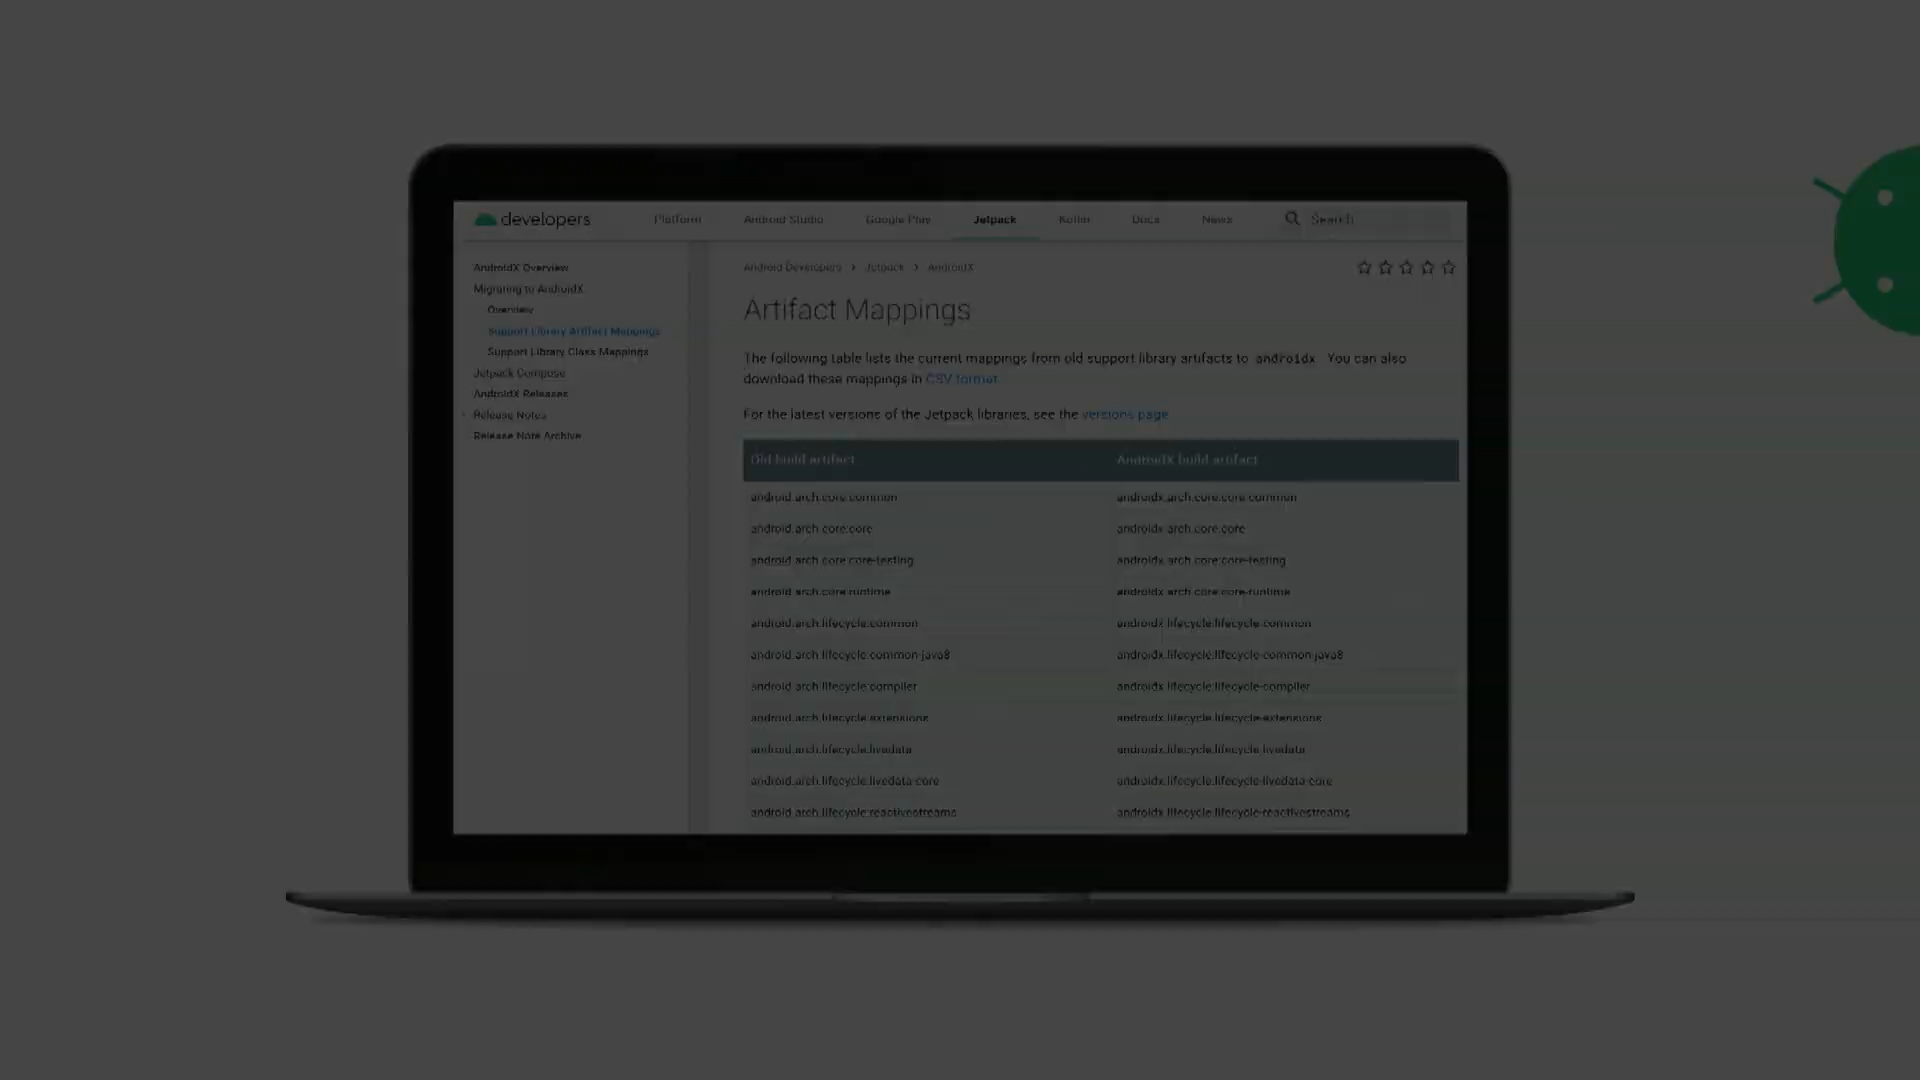 developers
Platform Android Studio Google Play Jetpack Kotlin Docs News Search
AndroidX Overview
Migrating to AndroidX
Overview
Support Library Artifact Mappings
Support Library Class Mappings
Jetpack Compose
AndroidX Releases
Release Notes
Release Note Archive
Android Developers > Jetpack > AndroidX
Artifact Mappings
The following table lists the current mappings from old support library artifacts to androidx You can also
download these mappings in CSV format.
For the latest versions of the Jetpack libraries, see the versions page
Old build artifact AndroidX build artifact
android.arch.core:common androidx.arch.core:core-common
android.arch.core:core androidx.arch.core:core
android.arch.core:core-testing androidx.arch.core:core-testing
android.arch.core:runtime androidx.arch.core:core-runtime
android.arch.lifecycle:common androidx.lifecycle:lifecycle-common
android.arch.lifecycle:common-java8 androidx.lifecycle:lifecycle-common-java8
android.arch.lifecycle:compiler androidx.lifecycle:lifecycle-compiler
android.arch.lifecycle:extensions androidx.lifecycle:lifecycle-extensions
android.arch.lifecycle:livedata androidx.lifecycle:lifecycle-livedata
android.arch.lifecycle:livedata-core androidx.lifecycle:lifecycle-livedata-core
android.arch.lifecycle:reactivestreams androidx.lifecycle:lifecycle-reactivestreams